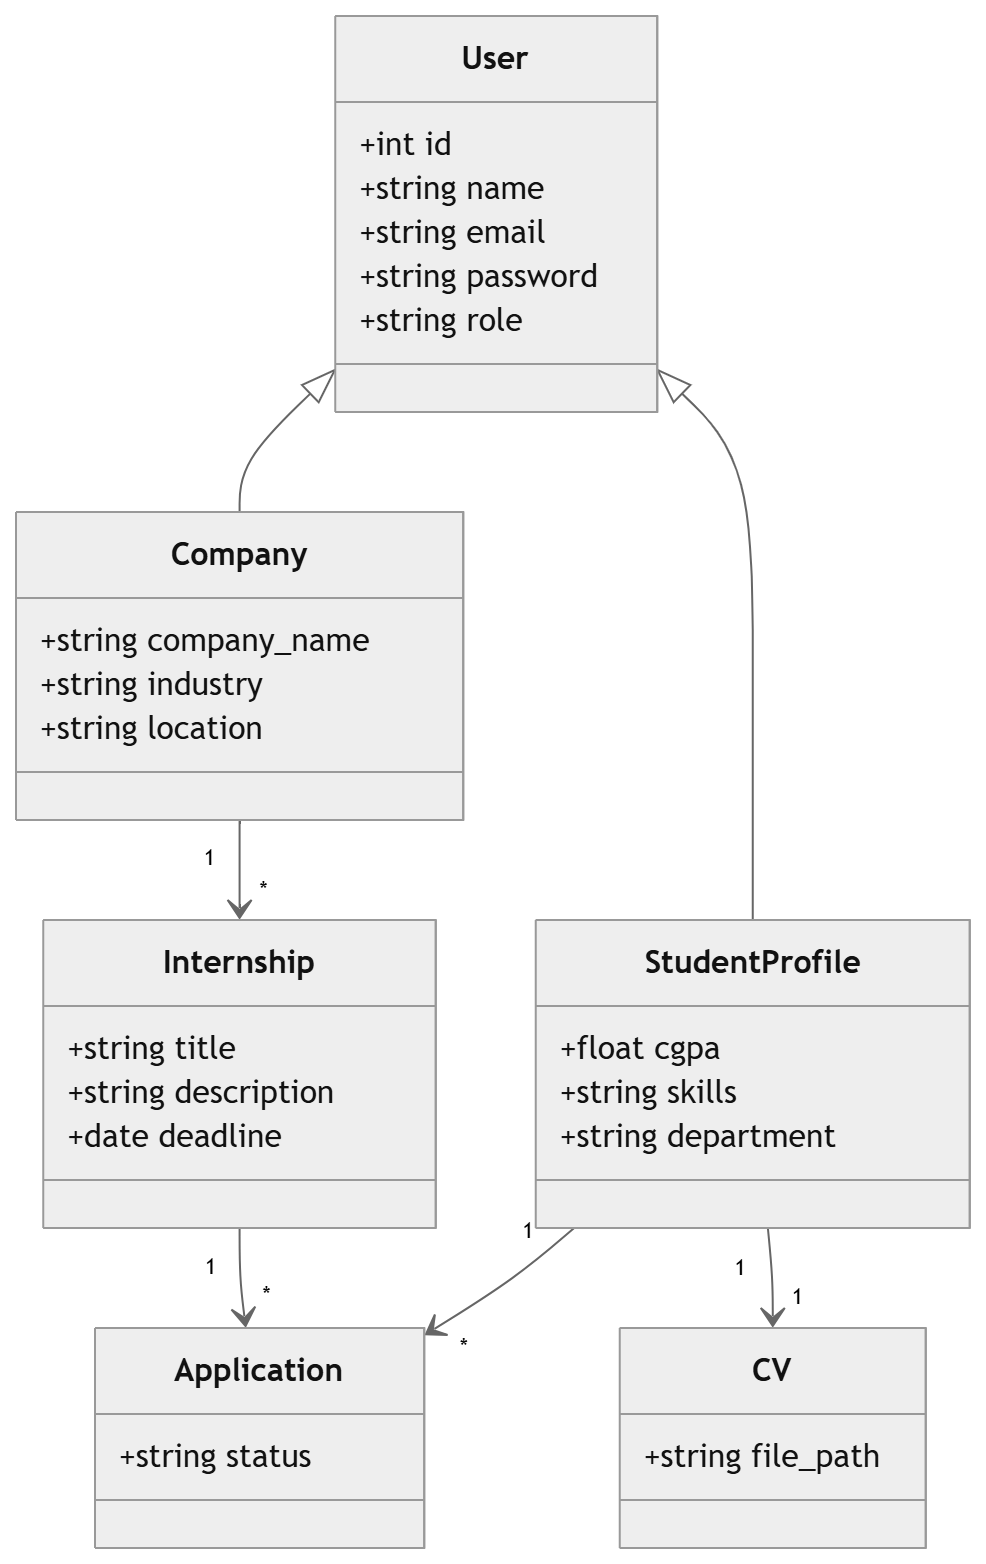 User
+int id
+string name
+string email
+string password
+string role
Company
+string company_name
+string industry
+string location
1
*
Internship
+string title
+string description
+date deadline
StudentProfile
+float cgpa
+string skills
+string department
1
*
1
*
1
1
Application
+string status
CV
+string file_path